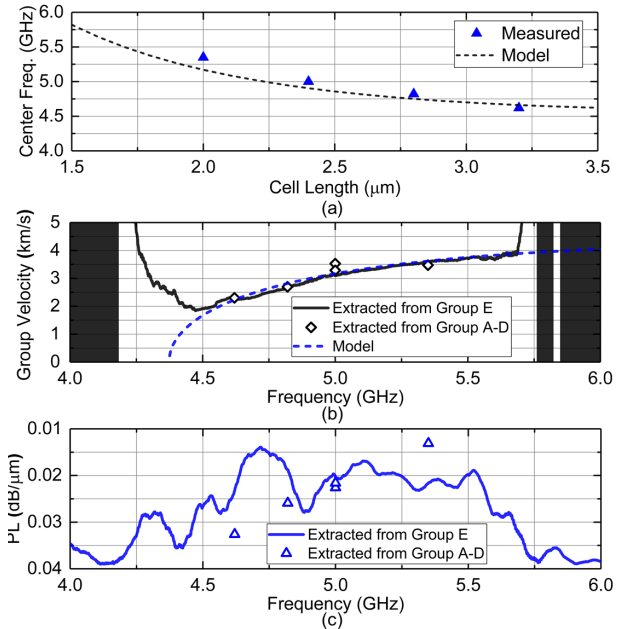 6.0
5.5
5.0
4.5
4.0
Center Freq. (GHz)
Measured
Model
1.5 2.0 2.5 3.0 3.5
Cell Length (μm)
(a)
5
4
3
2
1
0
Group Velocity (km/s)
Extracted from Group E
Extracted from Group A-D
Model
4.0 4.5 5.0 5.5 6.0
Frequency (GHz)
(b)
0.01
0.02
0.03
0.04
PL (dB/μm)
Extracted from Group E
Extracted from Group A-D
4.0 4.5 5.0 5.5 6.0
Frequency (GHz)
(c)